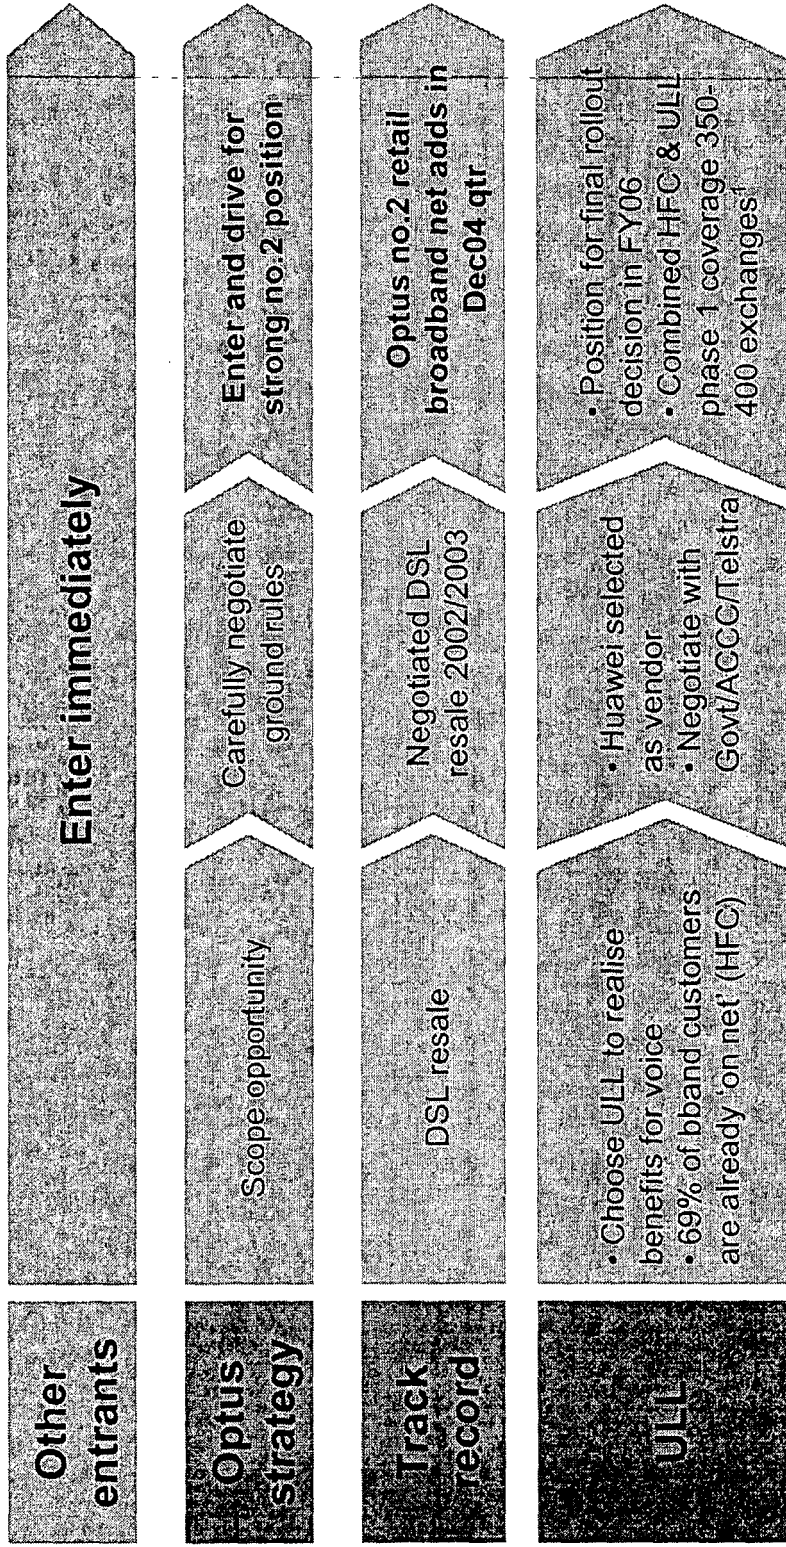 Other
entrants
Enter immediately
Optus
strategy
Scope opportunity
Carefully negotiate
ground rules
Enter and drive for
strong no.2 position
Track
record
DSL resale
Negotiated DSL
resale 2002/2003
Optus no.2 retail
broadband net adds in
Dec04 qtr
ULL
• Choose ULL to realise
benefits for voice
• 69% of bband customers
are already 'on net' (HFC)
• Huawei selected
as vendor
• Negotiate with
Govt/ACCC/Telstra
• Position for final rollout
decision in FY06
• Combined HFC & ULL
phase 1 coverage 350-
400 exchanges¹